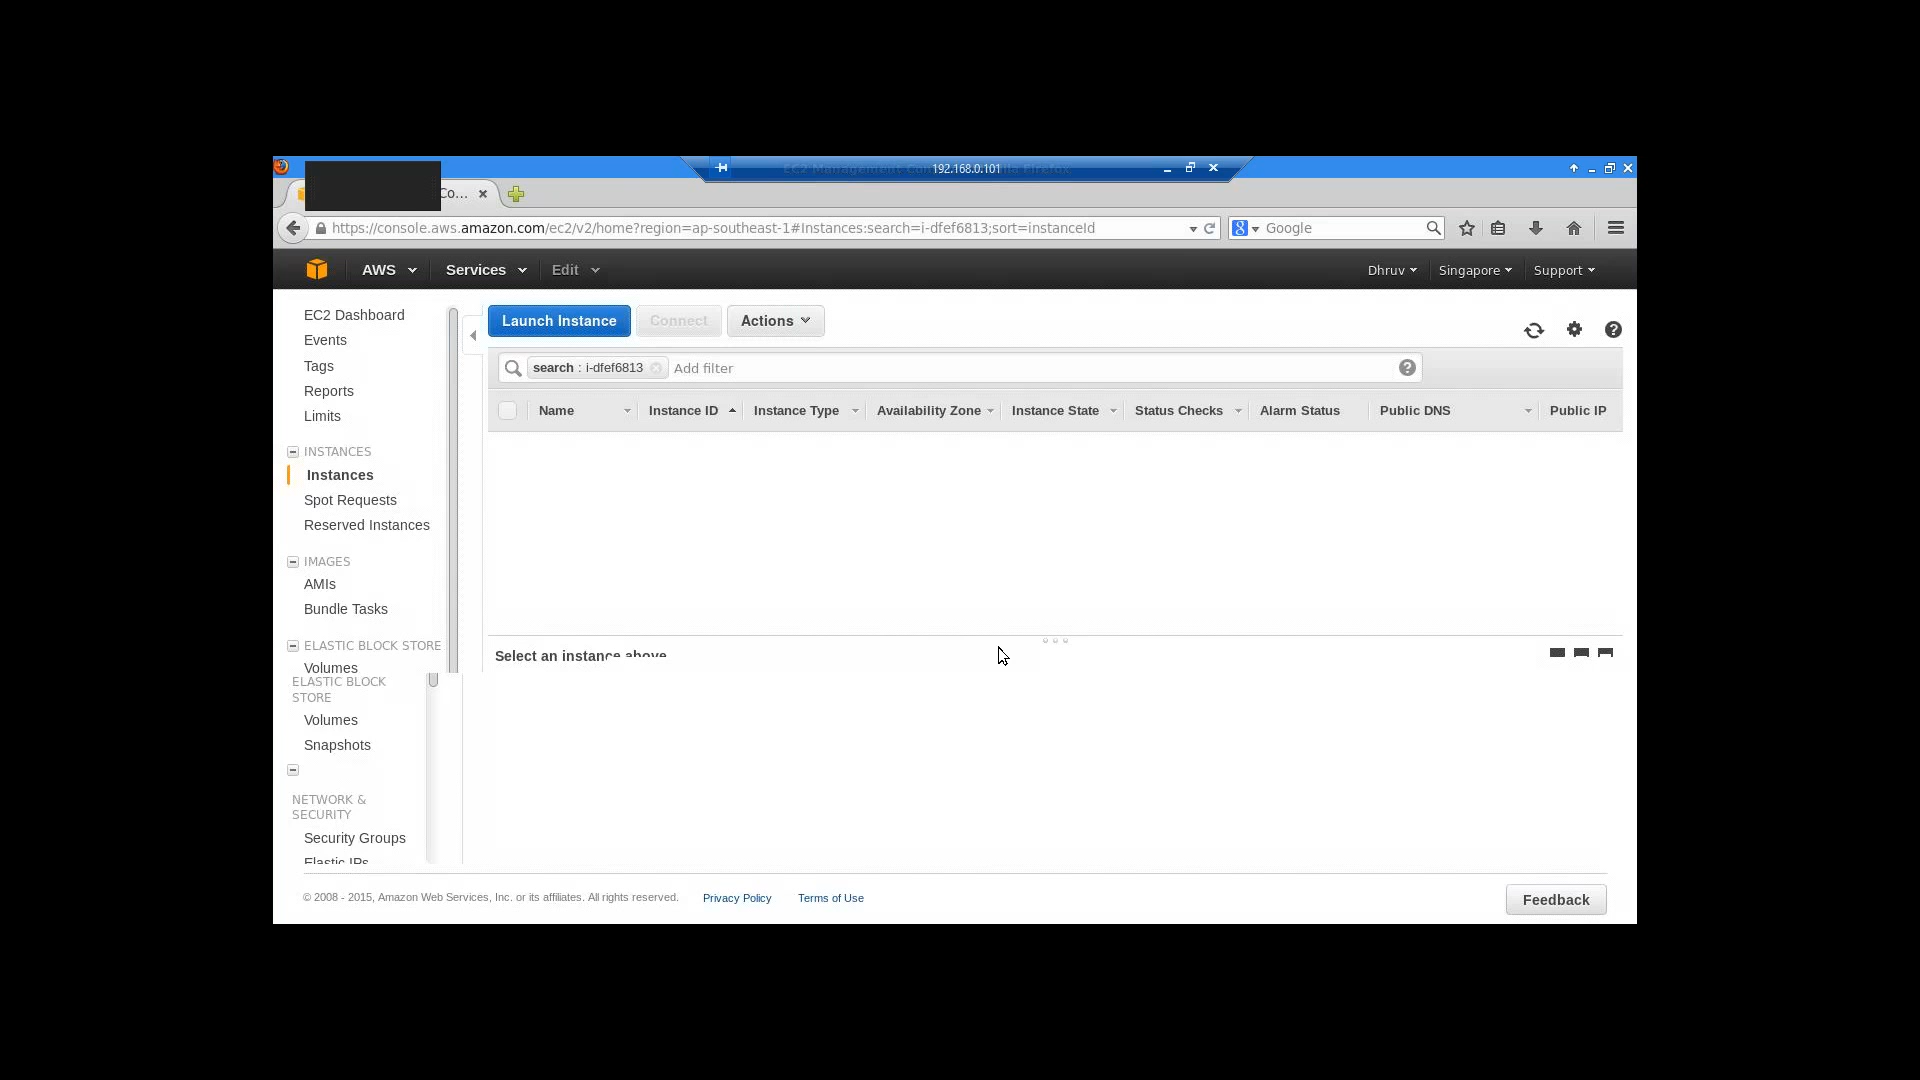 192.168.0.101
Co...
https://console.aws.amazon.com/ec2/v2/home?region=ap-southeast-1#Instances:search=i-dfef6813;sort=instanceId
Google
AWS Services Edit Dhruv Singapore Support
EC2 Dashboard
Events
Tags
Reports
Limits
INSTANCES
Instances
Spot Requests
Reserved Instances
IMAGES
AMIs
Bundle Tasks
ELASTIC BLOCK STORE
Volumes
ELASTIC BLOCK
STORE
Volumes
Snapshots
NETWORK &
SECURITY
Security Groups
Elastic IPs
Launch Instance Connect Actions
search : i-dfef6813 Add filter
Name Instance ID Instance Type Availability Zone Instance State Status Checks Alarm Status Public DNS Public IP
Select an instance above
© 2008 - 2015, Amazon Web Services, Inc. or its affiliates. All rights reserved. Privacy Policy Terms of Use
Feedback